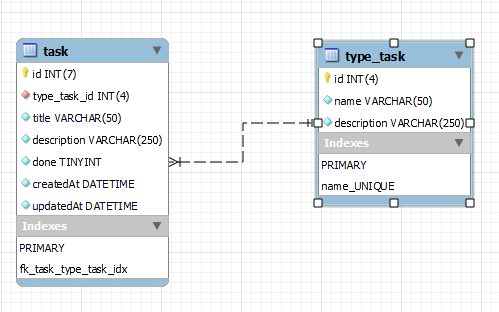 task
id INT(7)
type_task_id INT(4)
title VARCHAR(50)
description VARCHAR(250)
done TINYINT
createdAt DATETIME
updatedAt DATETIME
Indexes
PRIMARY
fk_task_type_task_idx
type_task
id INT(4)
name VARCHAR(50)
description VARCHAR(250)
Indexes
PRIMARY
name_UNIQUE